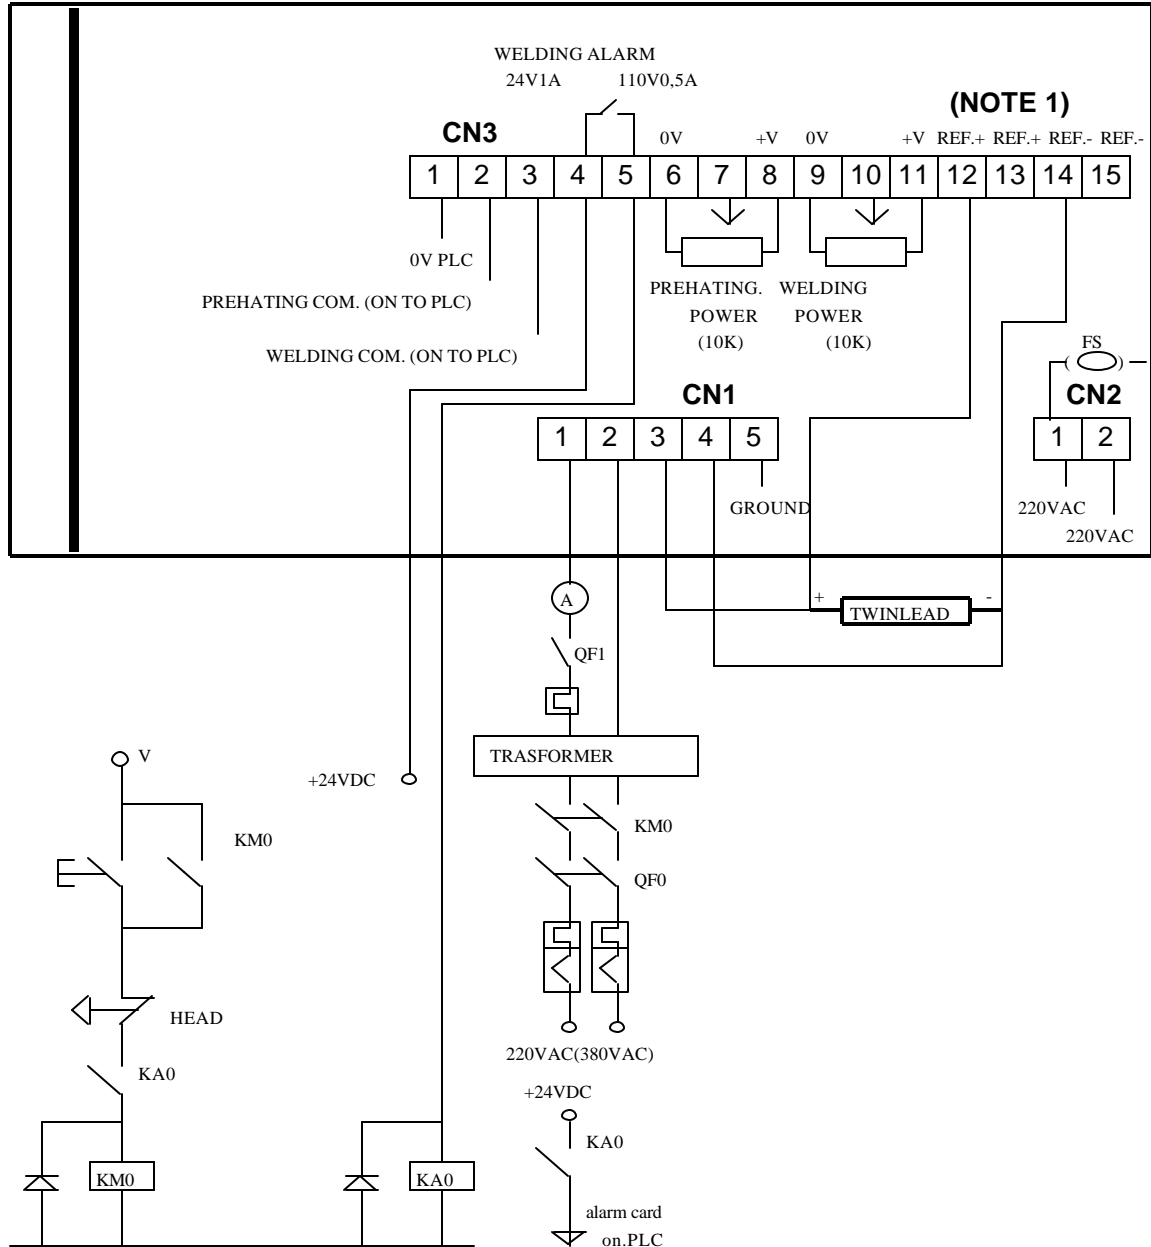 WELDING ALARM
24V1A 110V0,5A
(NOTE 1)
CN3
0V +V 0V +V REF.+ REF.+ REF.- REF.-
1 2 3 4 5 6 7 8 9 10 11 12 13 14 15
0V PLC
PREHATING COM. (ON TO PLC)
WELDING COM. (ON TO PLC)
PREHATING. WELDING
POWER POWER
(10K) (10K)
FS
( )
CN1
CN2
1 2 3 4 5
1 2
GROUND
220VAC
220VAC
A
+ -
TWINLEAD
QF1
TRASFORMER
V
+24VDC
KM0
KM0
QF0
HEAD
220VAC(380VAC)
KA0
+24VDC
KA0
KM0
KA0
alarm card
on.PLC